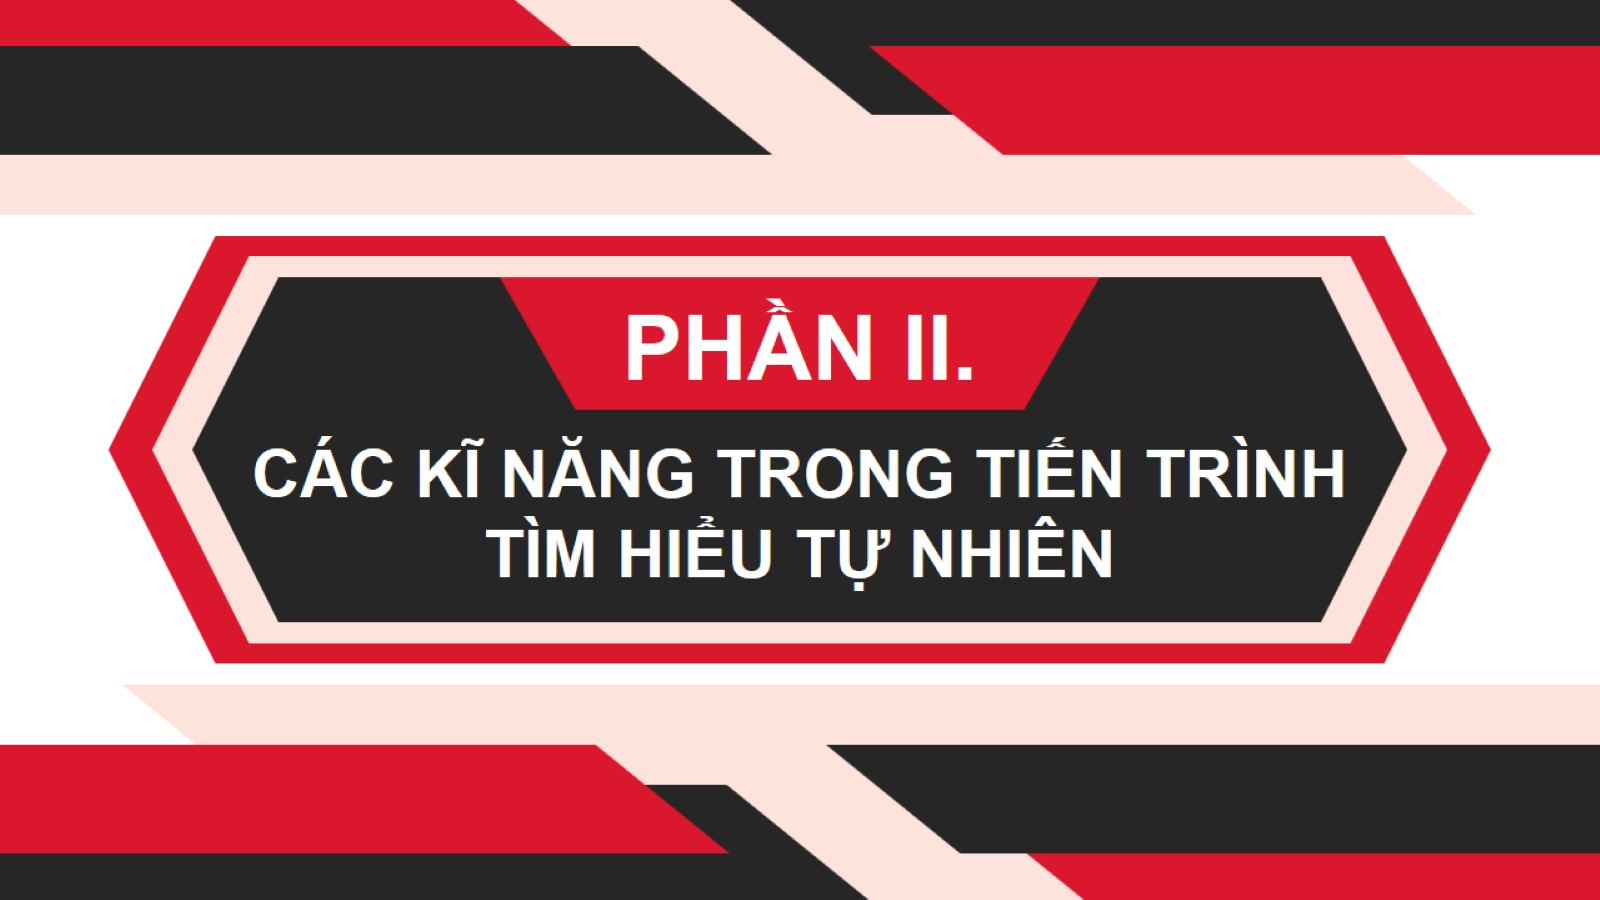 PHẦN II.
CÁC KĨ NĂNG TRONG TIẾN TRÌNH
TÌM HIỂU TỰ NHIÊN